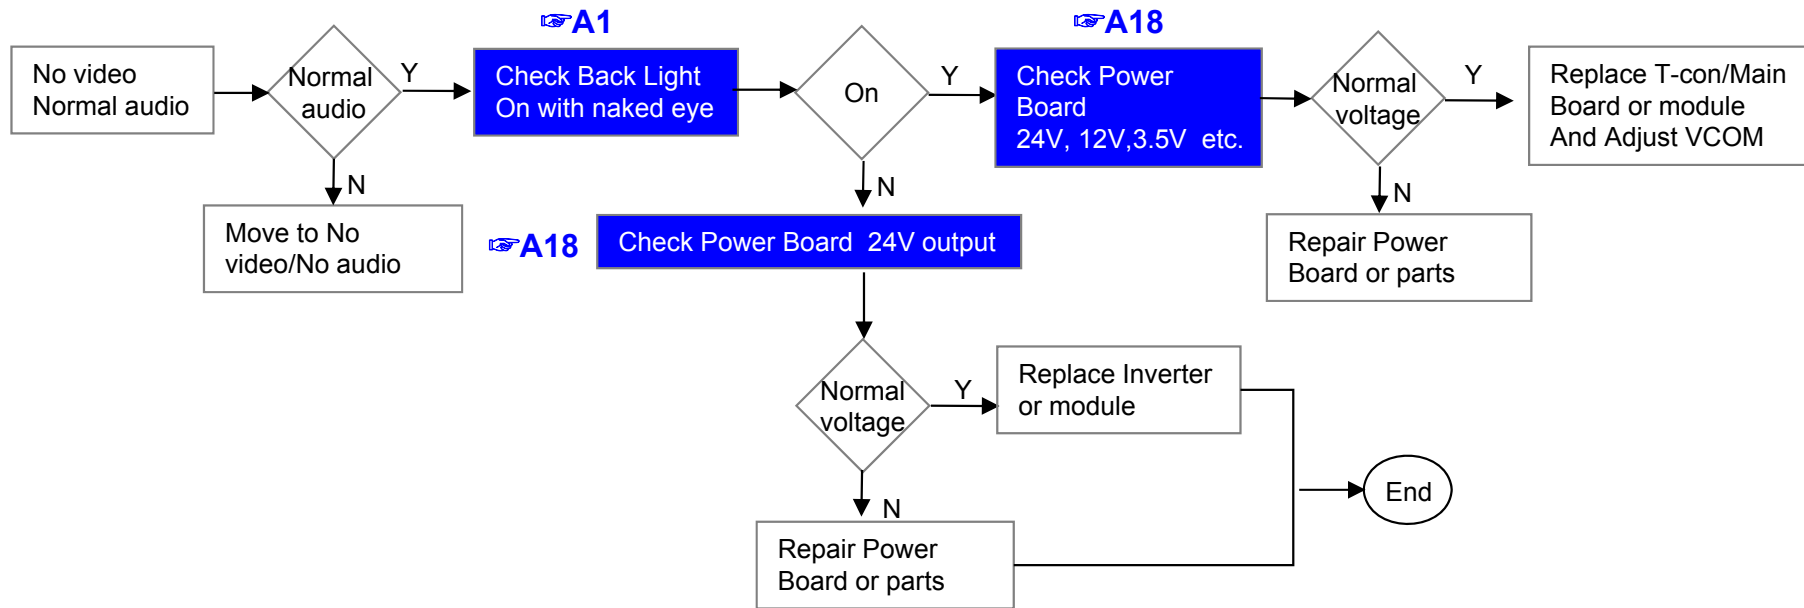 ☞A1
☞A18
No video
Normal audio
Normal
audio
Y
Check Back Light
On with naked eye
On
Y
Check Power
Board
24V, 12V,3.5V etc.
Normal
voltage
Y
Replace T-con/Main
Board or module
And Adjust VCOM
N
Move to No
video/No audio
N
☞A18
Check Power Board 24V output
N
Repair Power
Board or parts
Normal
voltage
Y
Replace Inverter
or module
N
Repair Power
Board or parts
End